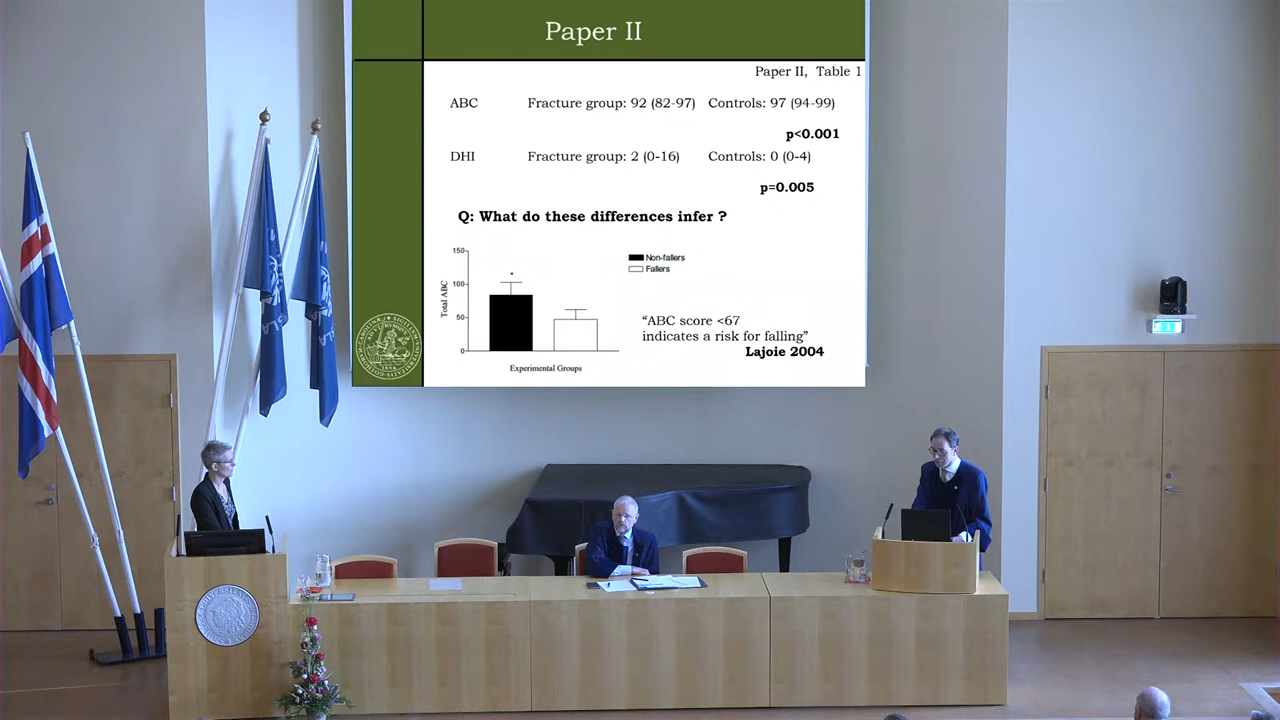 Paper II
Paper II, Table 1
ABC Fracture group: 92 (82-97) Controls: 97 (94-99)
p<0.001
DHI Fracture group: 2 (0-16) Controls: 0 (0-4)
p=0.005
Q: What do these differences infer ?
150
100
50
0
Total ABC
*
Experimental Groups
Non-fallers
Fallers
“ABC score <67
indicates a risk for falling”
Lajoie 2004